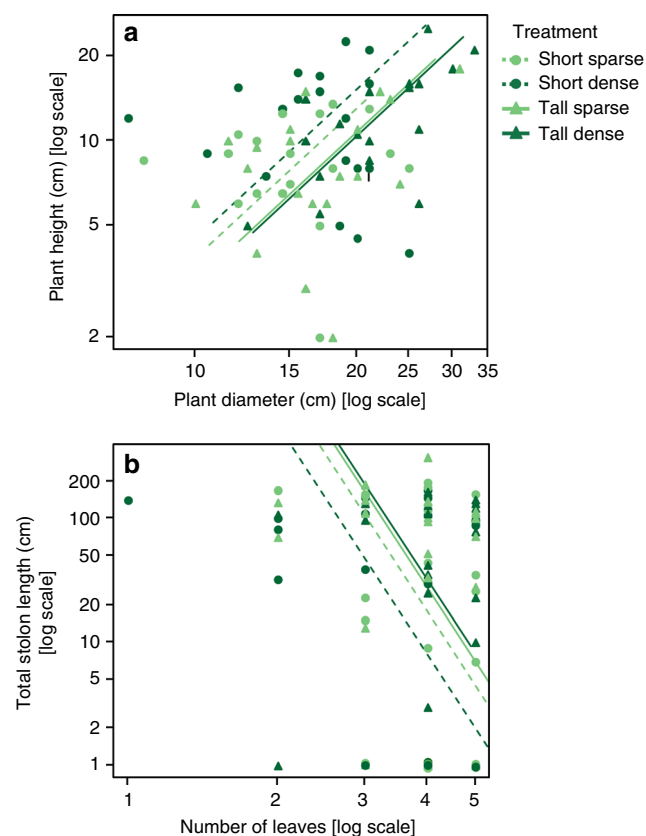 a
20
10
5
2
Plant height (cm) [log scale]
10 15 20 25 30 35
Plant diameter (cm) [log scale]
Treatment
Short sparse
Short dense
Tall sparse
Tall dense
b
200
100
50
20
10
5
2
1
Total stolon length (cm)
[log scale]
1 2 3 4 5
Number of leaves [log scale]